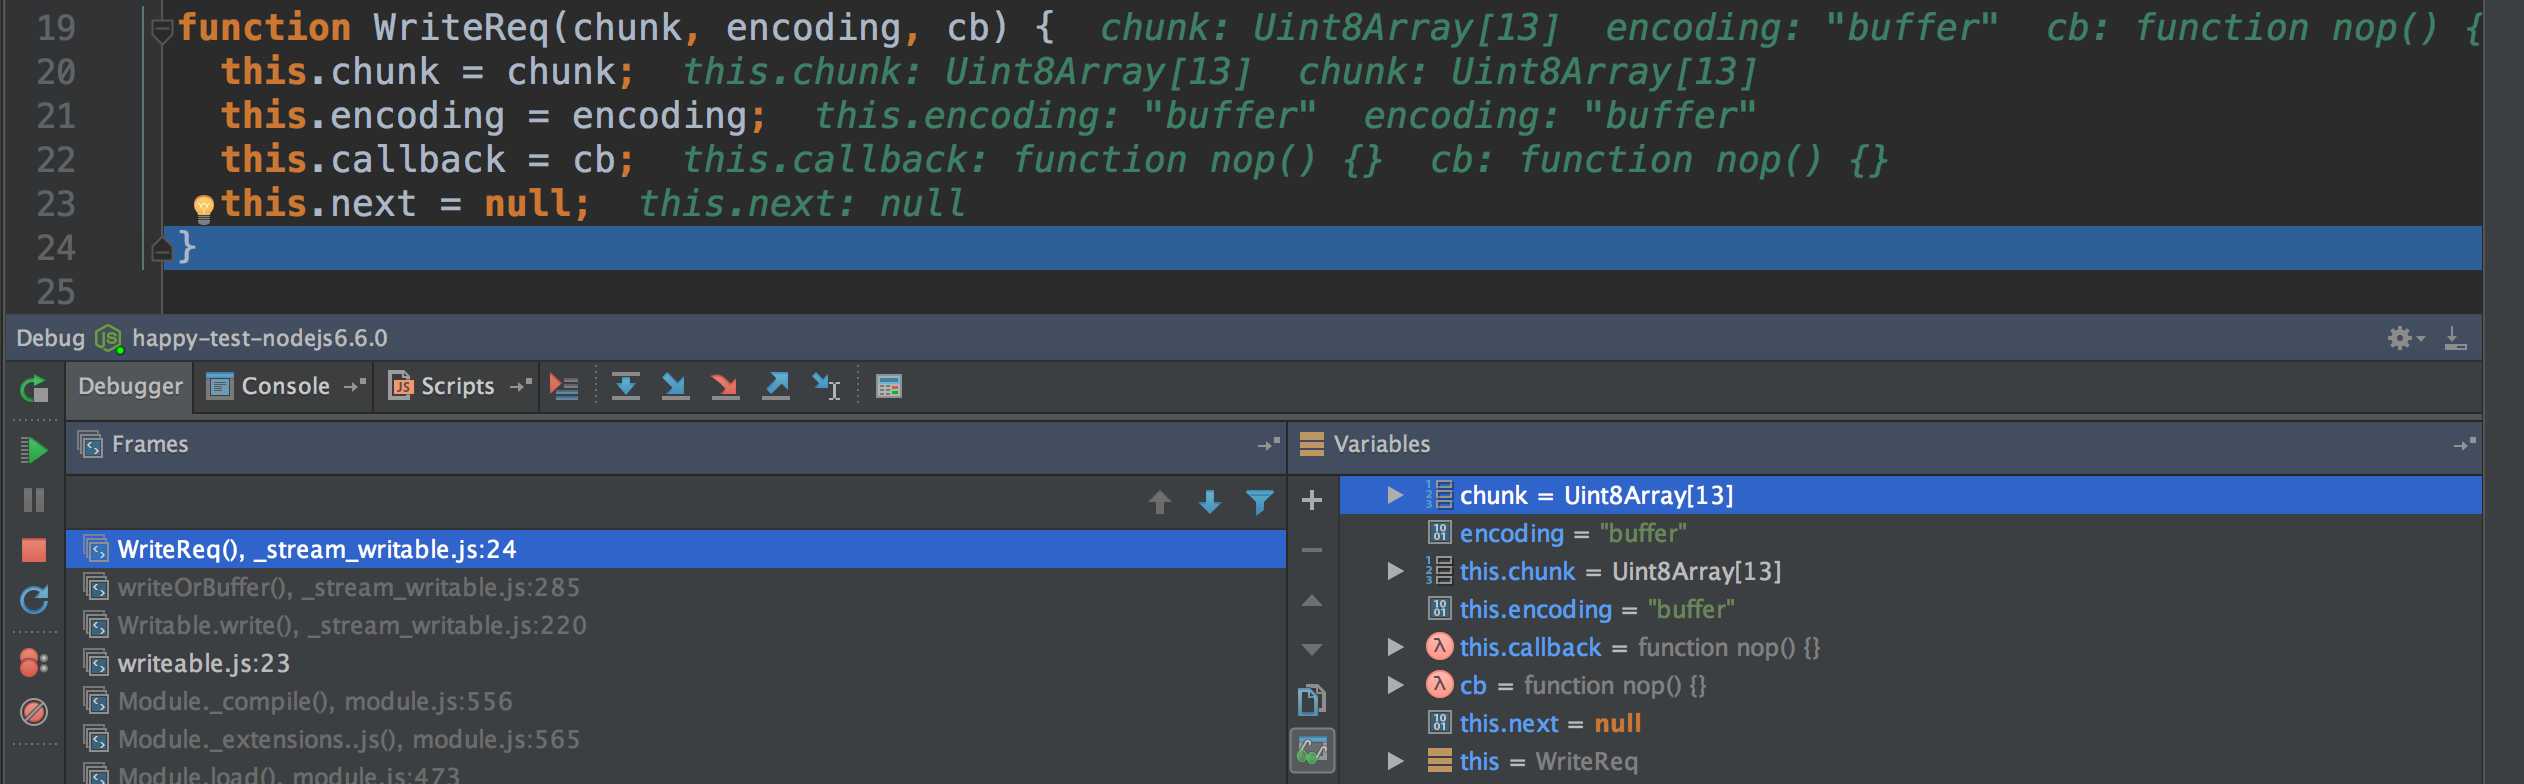 19 function WriteReq(chunk, encoding, cb) {  chunk: Uint8Array[13]  encoding: "buffer"  cb: function nop() {
20 this.chunk = chunk;  this.chunk: Uint8Array[13]  chunk: Uint8Array[13]
21 this.encoding = encoding;  this.encoding: "buffer"  encoding: "buffer"
22 this.callback = cb;  this.callback: function nop() {}  cb: function nop() {}
23 this.next = null;  this.next: null
24 }
25
Debug happy-test-nodejs6.6.0
Debugger Console Scripts
Frames
WriteReq(), _stream_writable.js:24
writeOrBuffer(), _stream_writable.js:285
Writable.write(), _stream_writable.js:220
writeable.js:23
Module._compile(), module.js:556
Module._extensions..js(), module.js:565
Module.load(), module.js:473
Variables
chunk = Uint8Array[13]
encoding = "buffer"
this.chunk = Uint8Array[13]
this.encoding = "buffer"
this.callback = function nop() {}
cb = function nop() {}
this.next = null
this = WriteReq